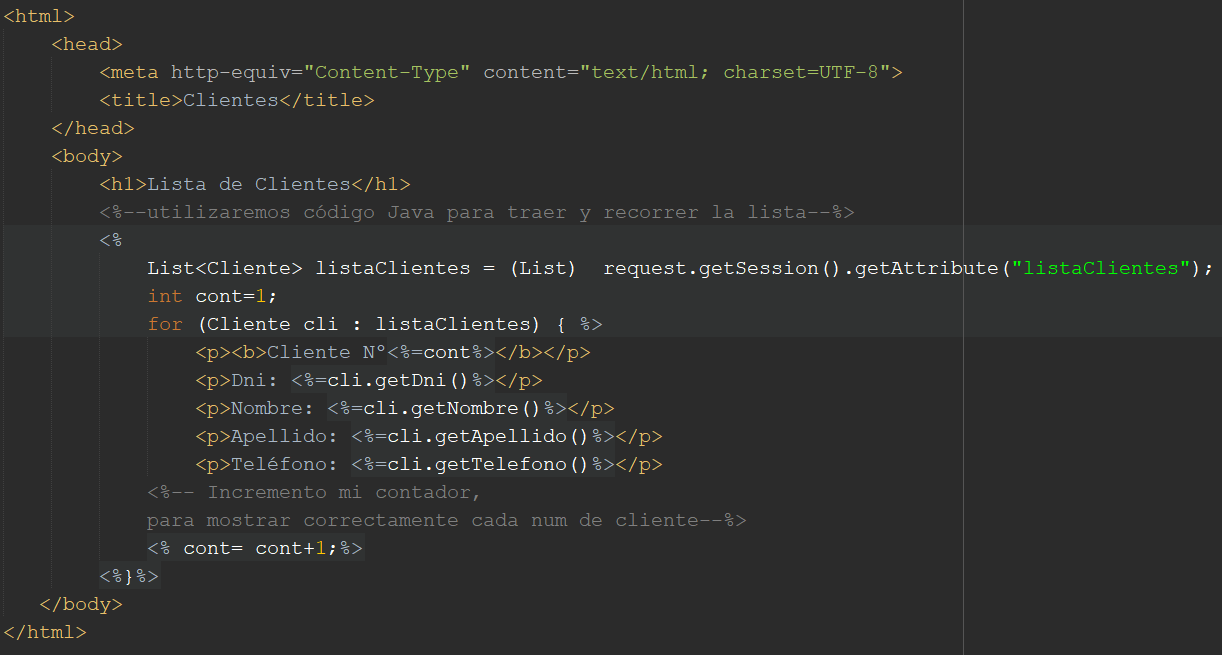 <html>
<head>
<meta http-equiv="Content-Type" content="text/html; charset=UTF-8">
<title>Clientes</title>
</head>
<body>
<h1>Lista de Clientes</h1>
<%--utilizaremos código Java para traer y recorrer la lista--%>
<%
List<Cliente> listaClientes = (List)  request.getSession().getAttribute("listaClientes");
int cont=1;
for (Cliente cli : listaClientes) { %>
<p><b>Cliente N°<%=cont%></b></p>
<p>Dni: <%=cli.getDni()%></p>
<p>Nombre: <%=cli.getNombre()%></p>
<p>Apellido: <%=cli.getApellido()%></p>
<p>Teléfono: <%=cli.getTelefono()%></p>
<%-- Incremento mi contador,
para mostrar correctamente cada num de cliente--%>
<% cont= cont+1;%>
<%}%>
</body>
</html>